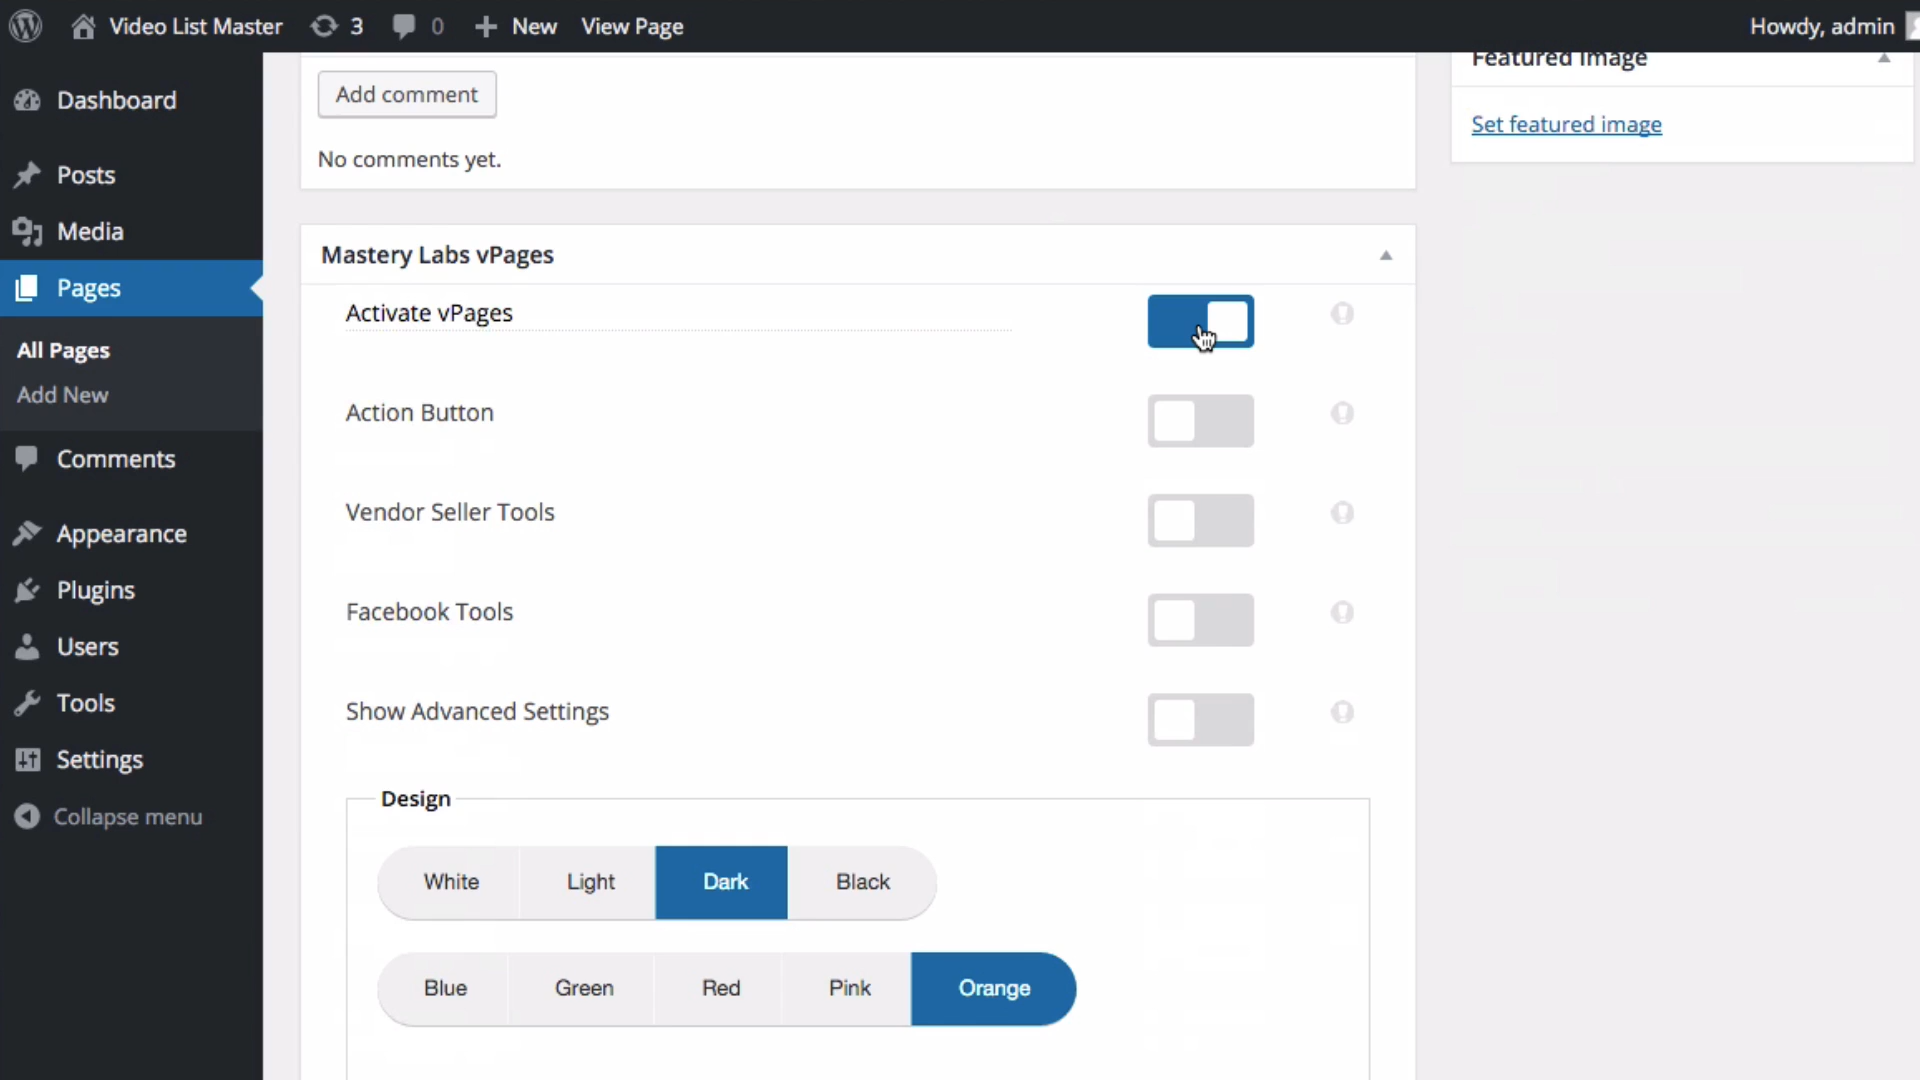 Video List Master 3 0 New View Page Howdy, admin
Dashboard
Posts
Media
Pages
All Pages
Add New
Comments
Appearance
Plugins
Users
Tools
Settings
Collapse menu
Add comment
No comments yet.
Mastery Labs vPages
Activate vPages
Action Button
Vendor Seller Tools
Facebook Tools
Show Advanced Settings
Design
White Light Dark Black
Blue Green Red Pink Orange
Featured Image
Set featured image